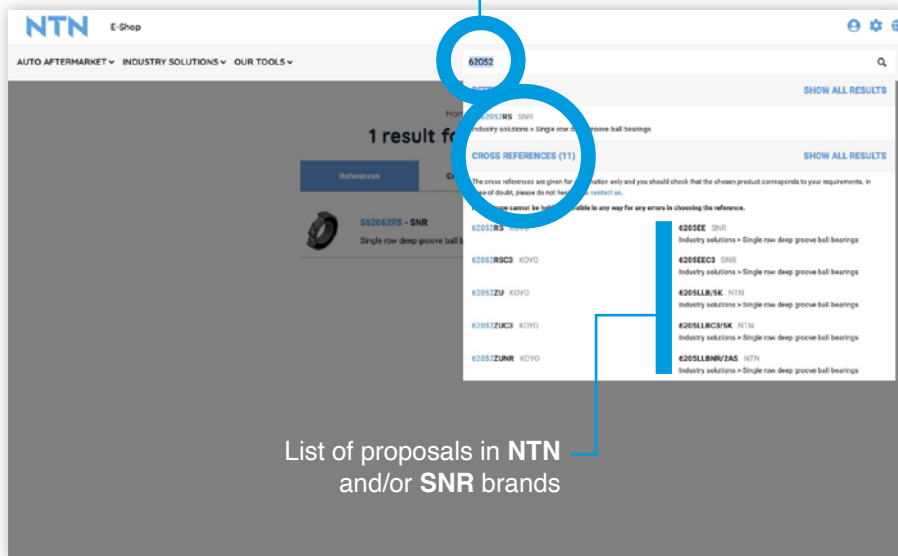 NTN E-Shop
AUTO AFTERMARKET INDUSTRY SOLUTIONS OUR TOOLS
62052
SHOW ALL RESULTS
62052RS SNR
Industry solutions > Single row deep groove ball bearings
CROSS REFERENCES (11) SHOW ALL RESULTS
The cross references are given for information only and you should check that the chosen product corresponds to your requirements. In
case of doubt, please do not contact us.
cannot be held in any way for any errors in choosing the reference.
62052RS KOYO
6205EE SNR
Industry solutions > Single row deep groove ball bearings
62052RSC3 KOYO
6205EEC3 SNR
Industry solutions > Single row deep groove ball bearings
62052ZU KOYO
6205LLB/5K NTN
Industry solutions > Single row deep groove ball bearings
62052ZUC3 KOYO
6205LLBC3/5K NTN
Industry solutions > Single row deep groove ball bearings
62052ZUNR KOYO
6205LLBNR/2AS NTN
Industry solutions > Single row deep groove ball bearings
1 result
References
S62052RS - SNR
Single row deep groove ball
List of proposals in NTN
and/or SNR brands